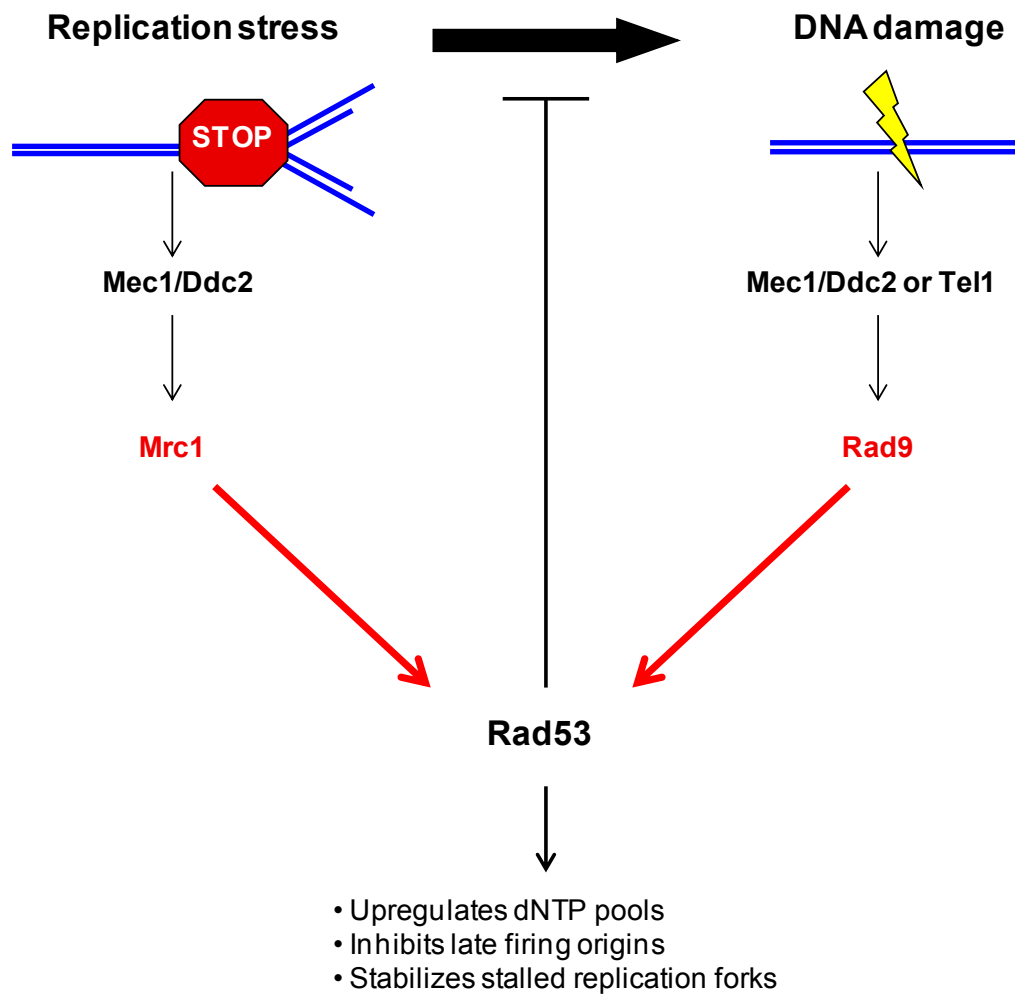 Replication stress
DNA damage
STOP
Mec1/Ddc2
Mec1/Ddc2 or Tel1
Mrc1
Rad9
Rad53
• Upregulates dNTP pools
• Inhibits late firing origins
• Stabilizes stalled replication forks